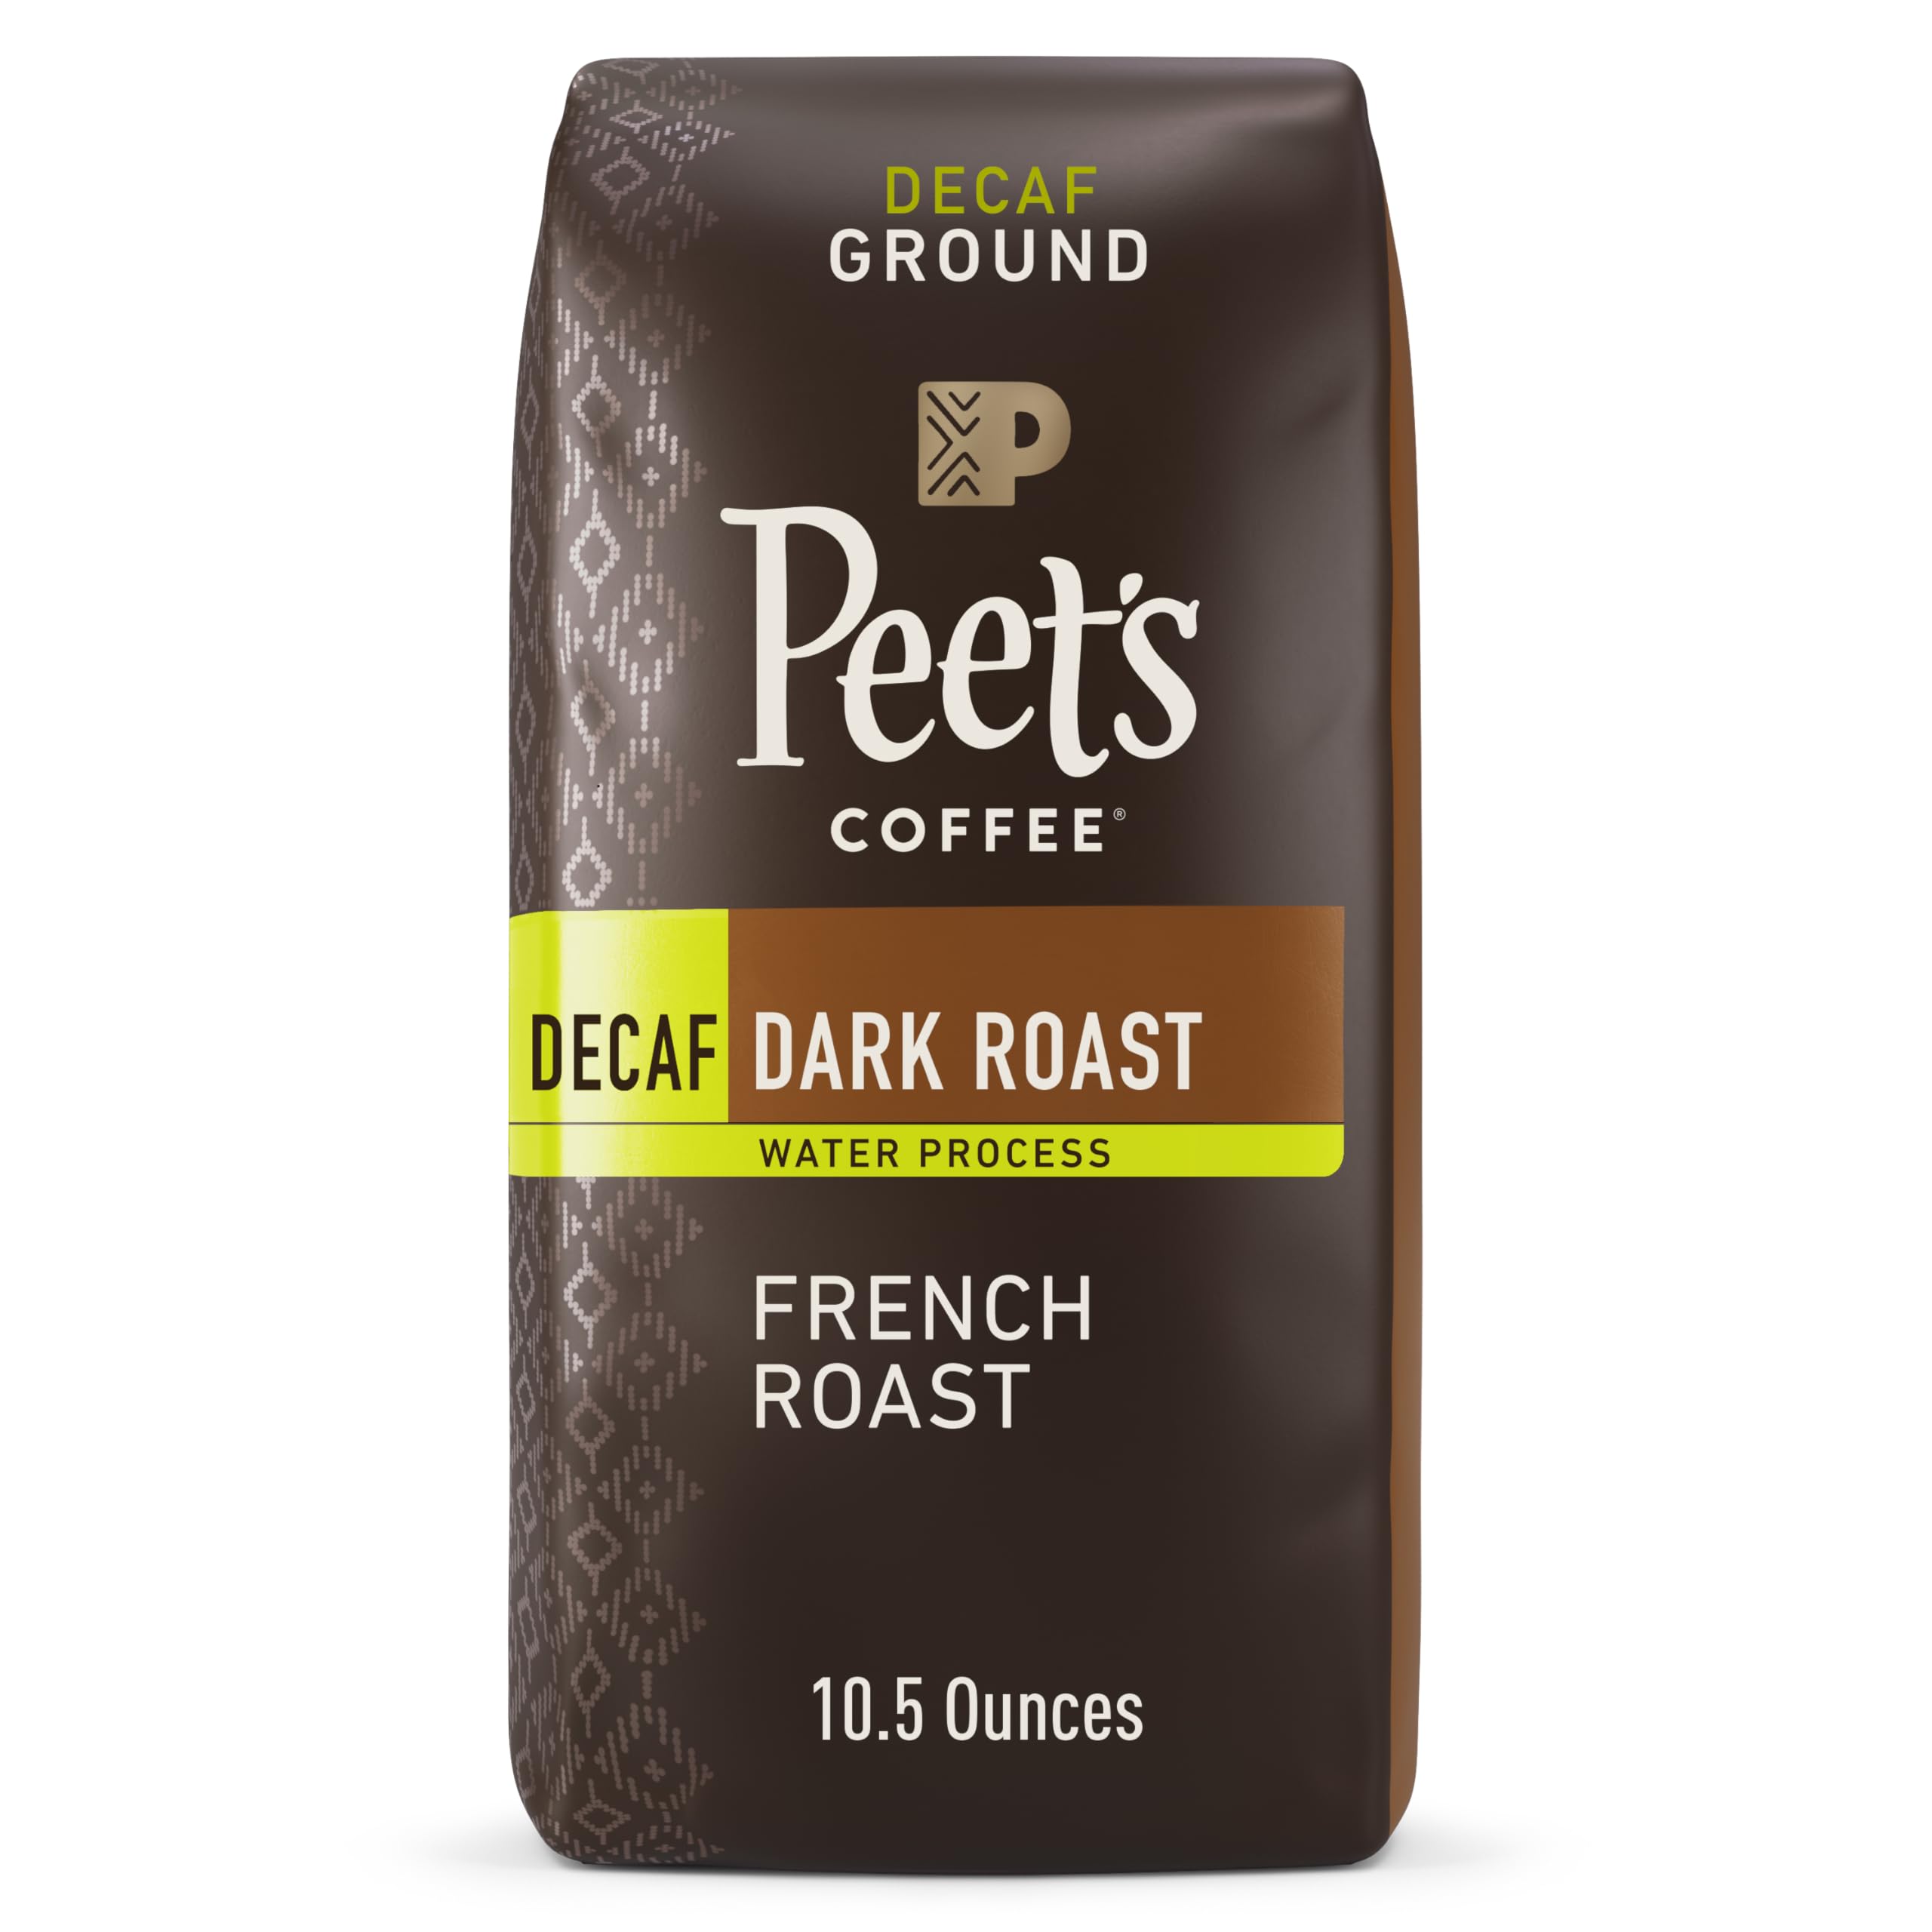 DECAF
GROUND
P
Peet's
COFFEE®
DECAF DARK ROAST
WATER PROCESS
FRENCH
ROAST
10.5 Ounces